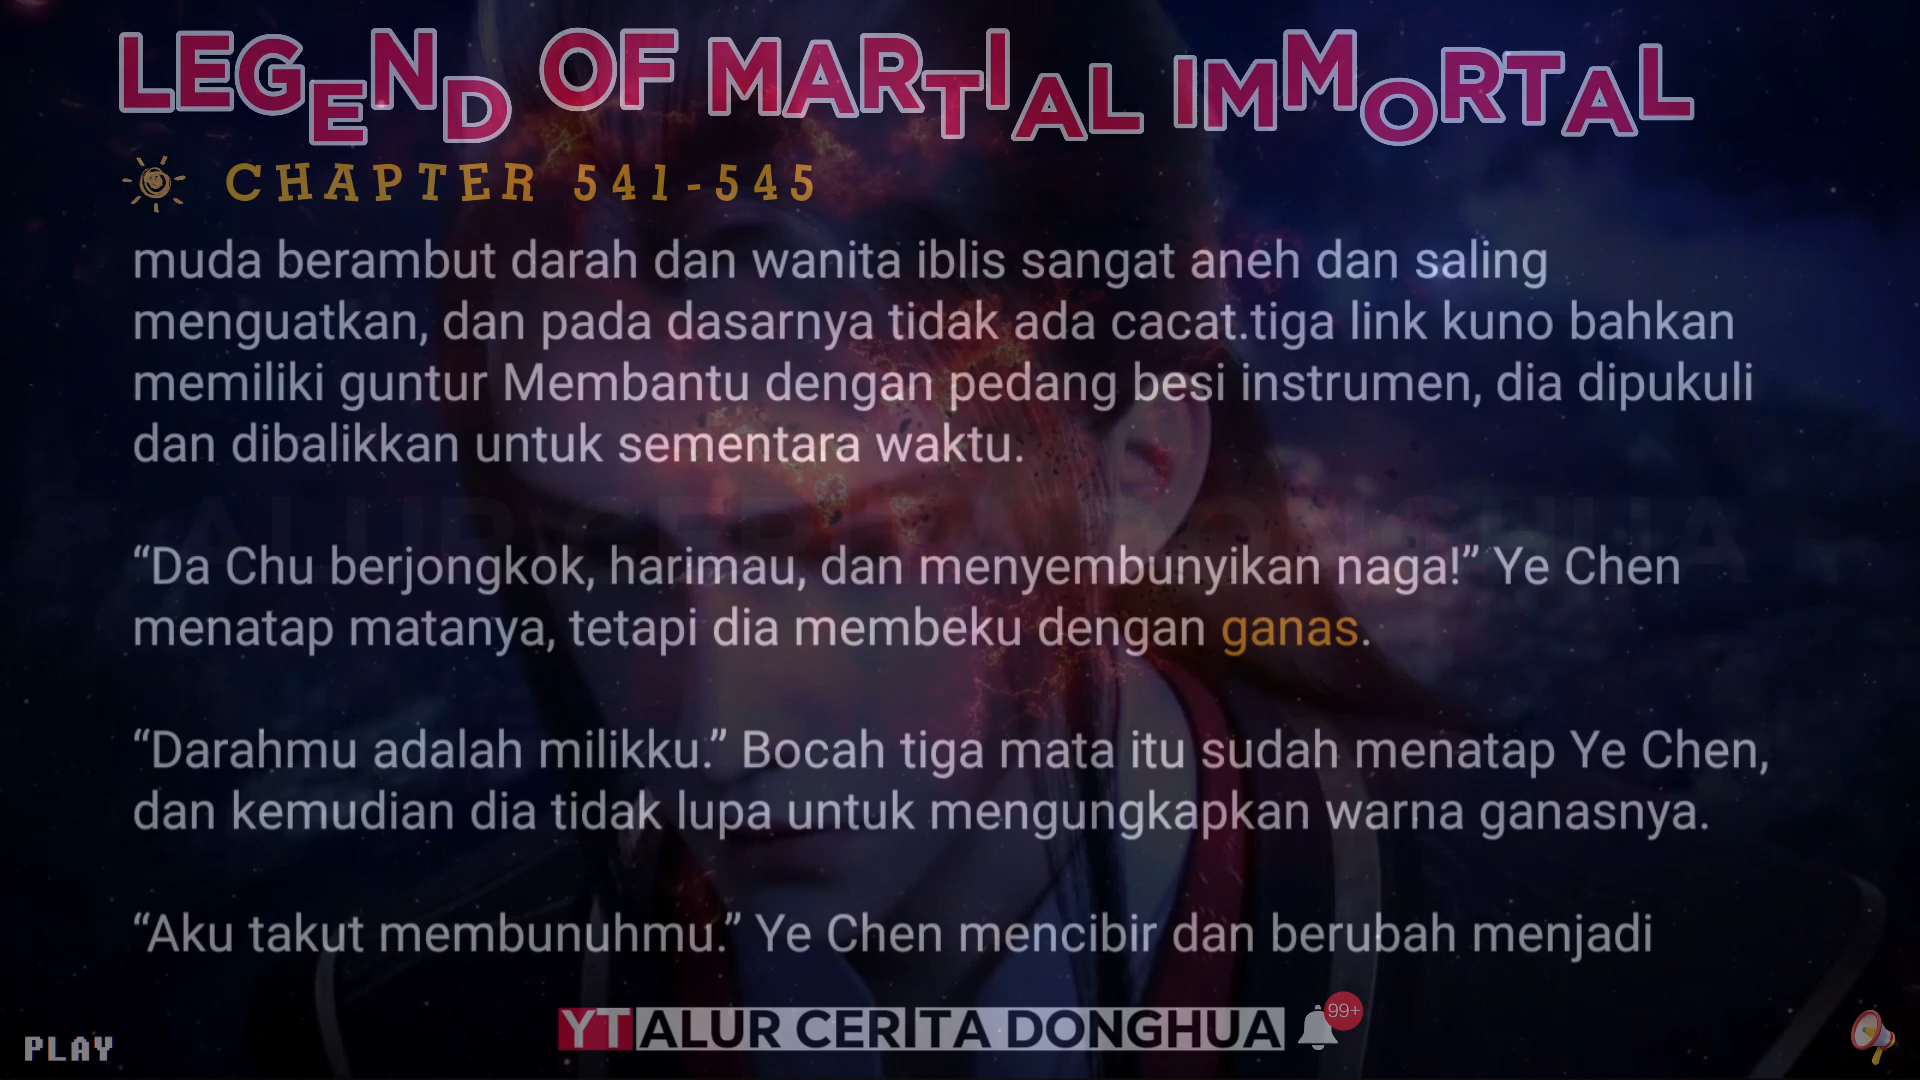 LEGEND OF MARTIAL IMMORTAL
CHAPTER 541-545
muda berambut darah dan wanita iblis sangat aneh dan saling
menguatkan, dan pada dasarnya tidak ada cacat.tiga link kuno bahkan
memiliki guntur Membantu dengan pedang besi instrumen, dia dipukuli
dan dibalikkan untuk sementara waktu.
ALUR CERITA DONGHUA
“Da Chu berjongkok, harimau, dan menyembunyikan naga!” Ye Chen
menatap matanya, tetapi dia membeku dengan ganas.
“Darahmu adalah milikku.” Bocah tiga mata itu sudah menatap Ye Chen,
dan kemudian dia tidak lupa untuk mengungkapkan warna ganasnya.
“Aku takut membunuhmu.” Ye Chen mencibir dan berubah menjadi
YT ALUR CERITA DONGHUA 99+
PLAY